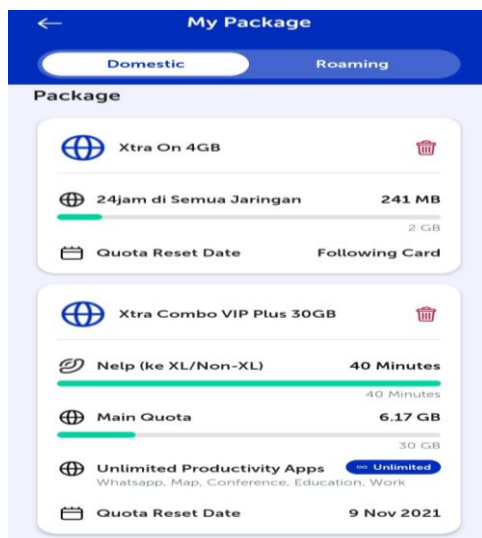 My Package
Domestic Roaming
Package
Xtra On 4GB
24jam di Semua Jaringan 241 MB
2 GB
Quota Reset Date Following Card
Xtra Combo VIP Plus 30GB
Nelp (ke XL/Non-XL) 40 Minutes
40 Minutes
Main Quota 6.17 GB
30 GB
Unlimited Productivity Apps ∞ Unlimited
Whatsapp, Map, Conference, Education, Work
Quota Reset Date 9 Nov 2021